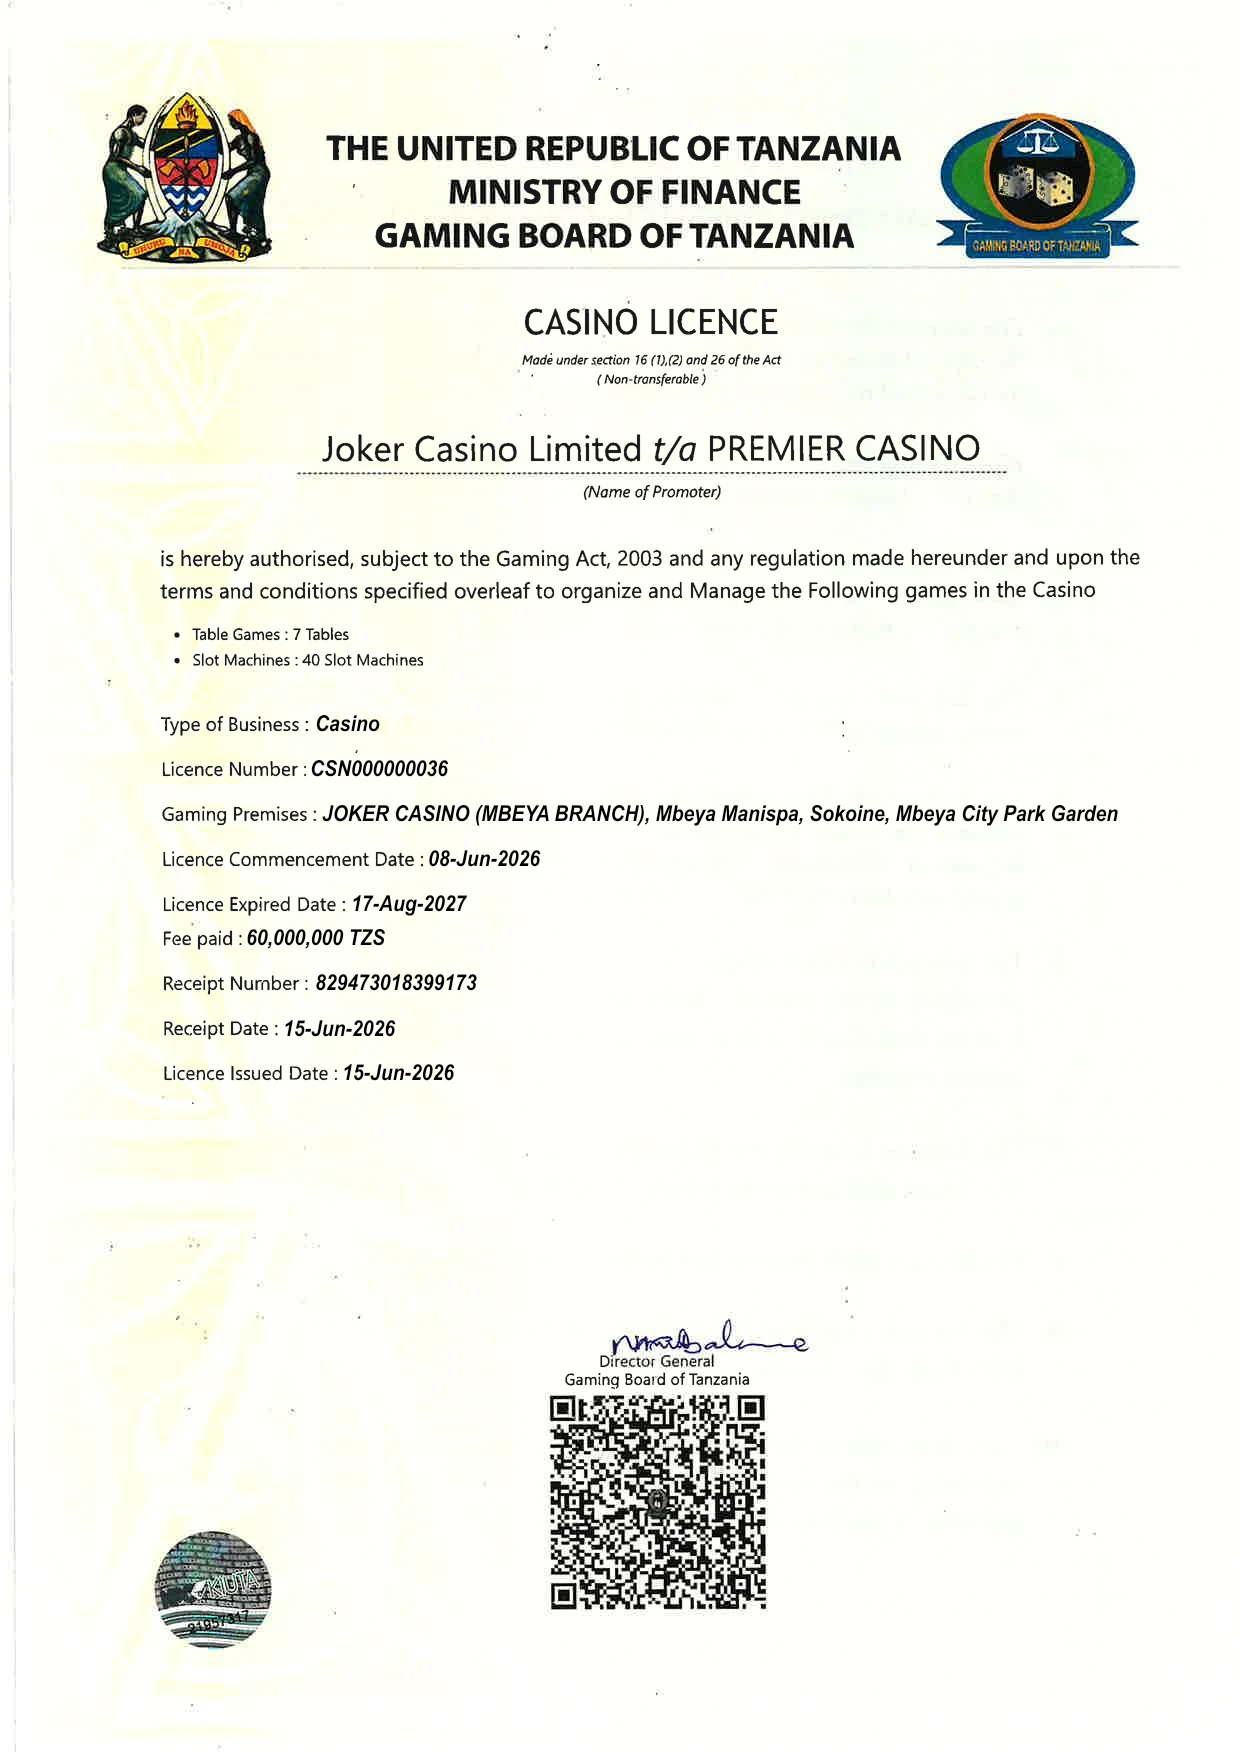 THE UNITED REPUBLIC OF TANZANIA
MINISTRY OF FINANCE
GAMING BOARD OF TANZANIA
UHURU NA UMOJA
GAMING BOARD OF TANZANIA
CASINO LICENCE
Made under section 16 (1),(2) and 26 of the Act
( Non-transferable )
Joker Casino Limited t/a PREMIER CASINO
(Name of Promoter)
is hereby authorised, subject to the Gaming Act, 2003 and any regulation made hereunder and upon the
terms and conditions specified overleaf to organize and Manage the Following games in the Casino
• Table Games : 7 Tables
• Slot Machines : 40 Slot Machines
Type of Business : Casino
Licence Number : CSN000000036
Gaming Premises : JOKER CASINO (MBEYA BRANCH), Mbeya Manispa, Sokoine, Mbeya City Park Garden
Licence Commencement Date : 08-Jun-2026
Licence Expired Date : 17-Aug-2027
Fee paid : 60,000,000 TZS
Receipt Number : 829473018399173
Receipt Date : 15-Jun-2026
Licence Issued Date : 15-Jun-2026
Director General
Gaming Board of Tanzania
21957317